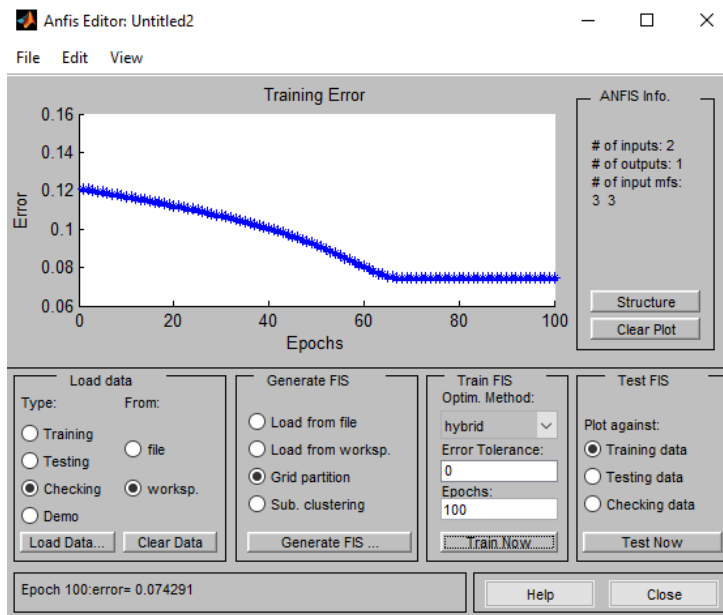 Anfis Editor: Untitled2
File Edit View
Training Error
0.16
0.14
0.12
0.1
0.08
0.06
Error
0 20 40 60 80 100
Epochs
ANFIS Info.
# of inputs: 2
# of outputs: 1
# of input mfs:
3 3
Structure
Clear Plot
Load data
Type: From:
Training
Testing
Checking
Demo
file
worksp.
Load Data... Clear Data
Generate FIS
Load from file
Load from worksp.
Grid partition
Sub. clustering
Generate FIS ...
Train FIS
Optim. Method:
hybrid
Error Tolerance:
0
Epochs:
100
Train Now
Test FIS
Plot against:
Training data
Testing data
Checking data
Test Now
Epoch 100:error= 0.074291
Help Close